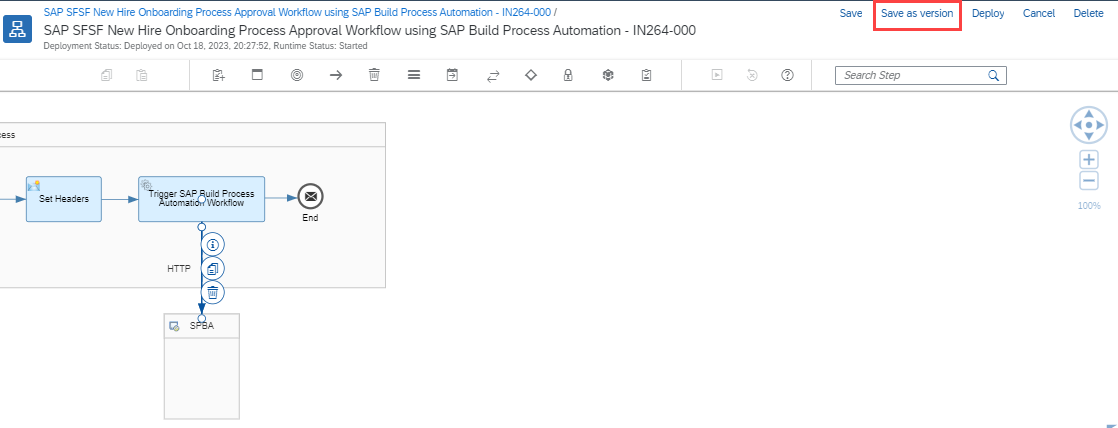 SAP SFSF New Hire Onboarding Process Approval Workflow using SAP Build Process Automation - IN264-000 /
Save
Save as version
Deploy
Cancel
Delete
SAP SFSF New Hire Onboarding Process Approval Workflow using SAP Build Process Automation - IN264-000
Deployment Status: Deployed on Oct 18, 2023, 20:27:52, Runtime Status: Started
Search Step
cess
Set Headers
Trigger SAP Build Process
Automation Workflow
End
100%
HTTP
SPBA